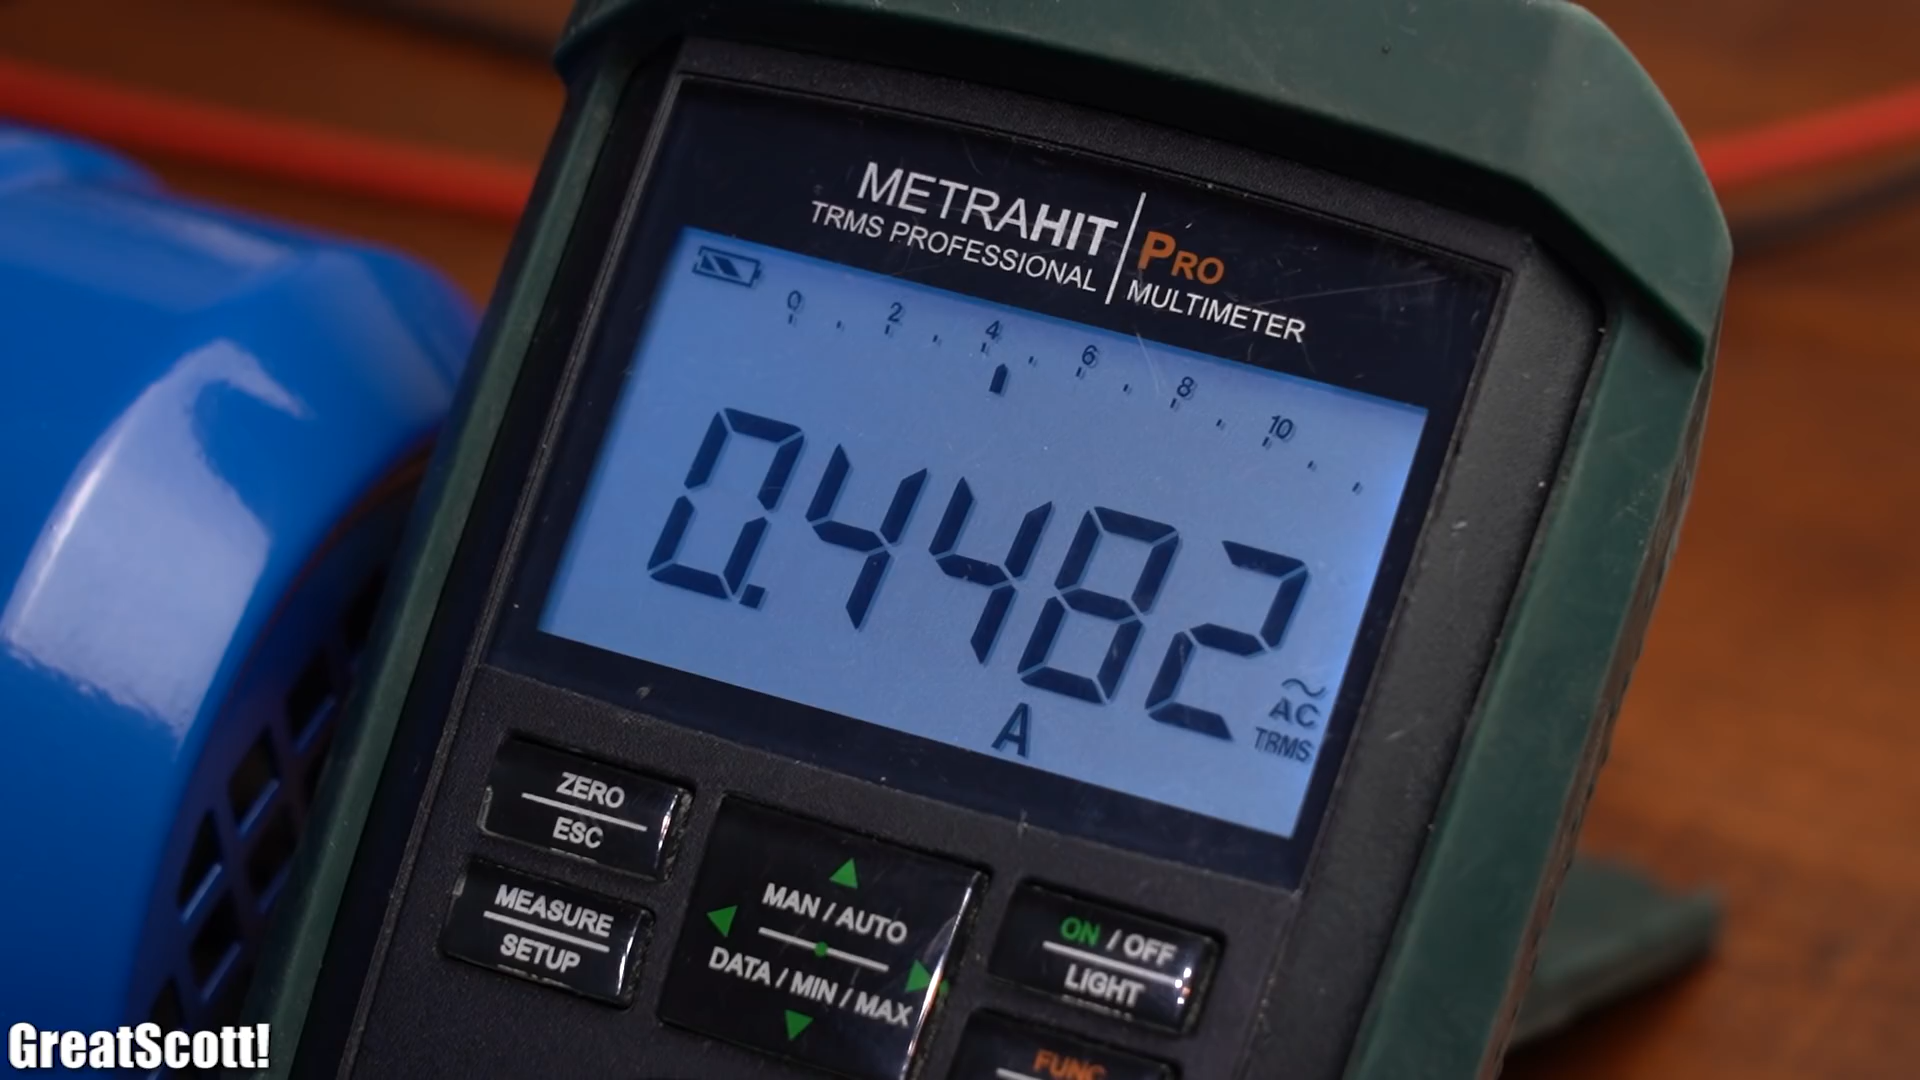 METRAHIT PRO
TRMS PROFESSIONAL MULTIMETER
0 2 4 6 8 10
0.4482
~
AC
TRMS
A
ZERO
ESC
MEASURE
SETUP
MAN / AUTO
DATA / MIN / MAX
ON / OFF
LIGHT
FUNC
GreatScott!